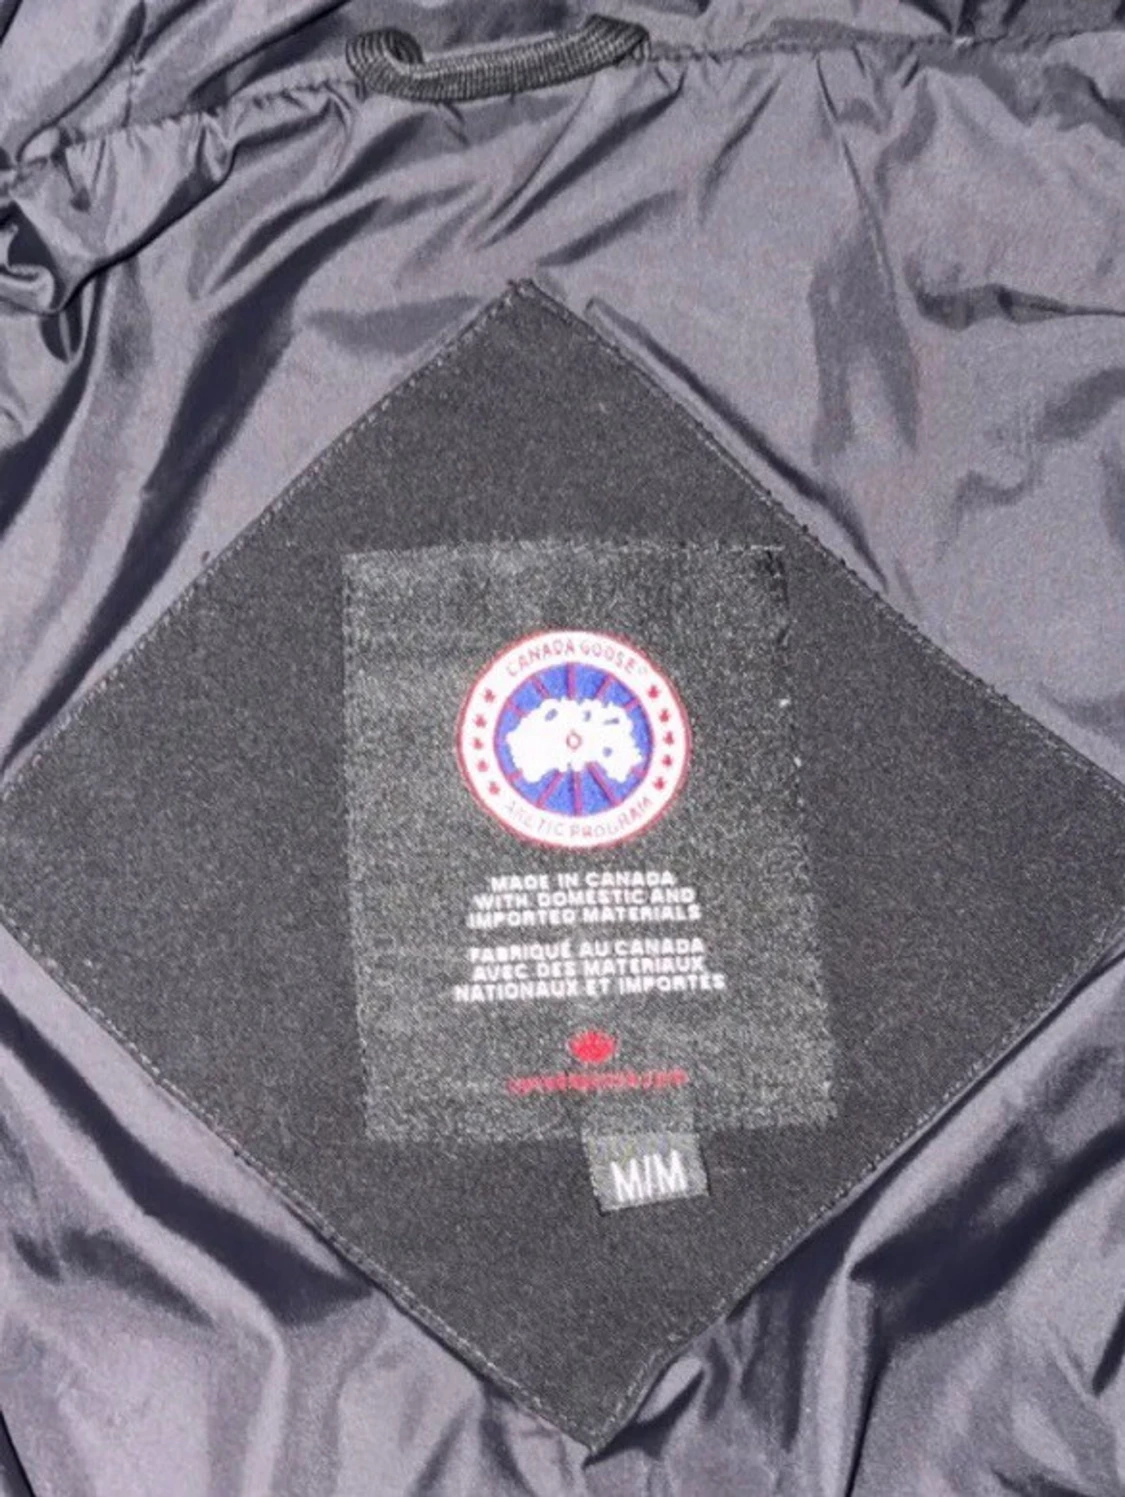 CANADA GOOSE
ARCTIC PROGRAM
MADE IN CANADA
WITH DOMESTIC AND
IMPORTED MATERIALS
FABRIQUÉ AU CANADA
AVEC DES MATERIAUX
NATIONAUX ET IMPORTES
M/M